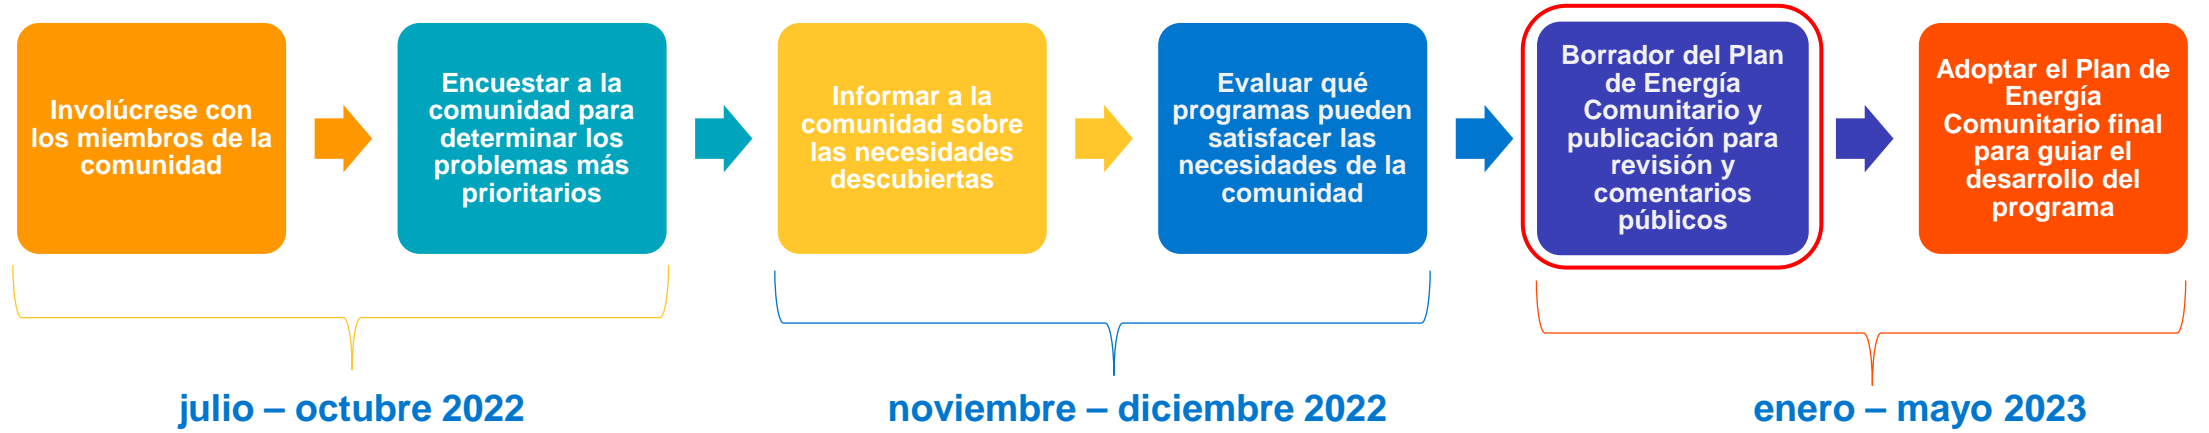 Involúcrese con
los miembros de la
comunidad
Encuestar a la
comunidad para
determinar los
problemas más
prioritarios
Informar a la
comunidad sobre
las necesidades
descubiertas
Evaluar qué
programas pueden
satisfacer las
necesidades de la
comunidad
Borrador del Plan
de Energía
Comunitario y
publicación para
revisión y
comentarios
públicos
Adoptar el Plan de
Energía
Comunitario final
para guiar el
desarrollo del
programa
julio – octubre 2022
noviembre – diciembre 2022
enero – mayo 2023